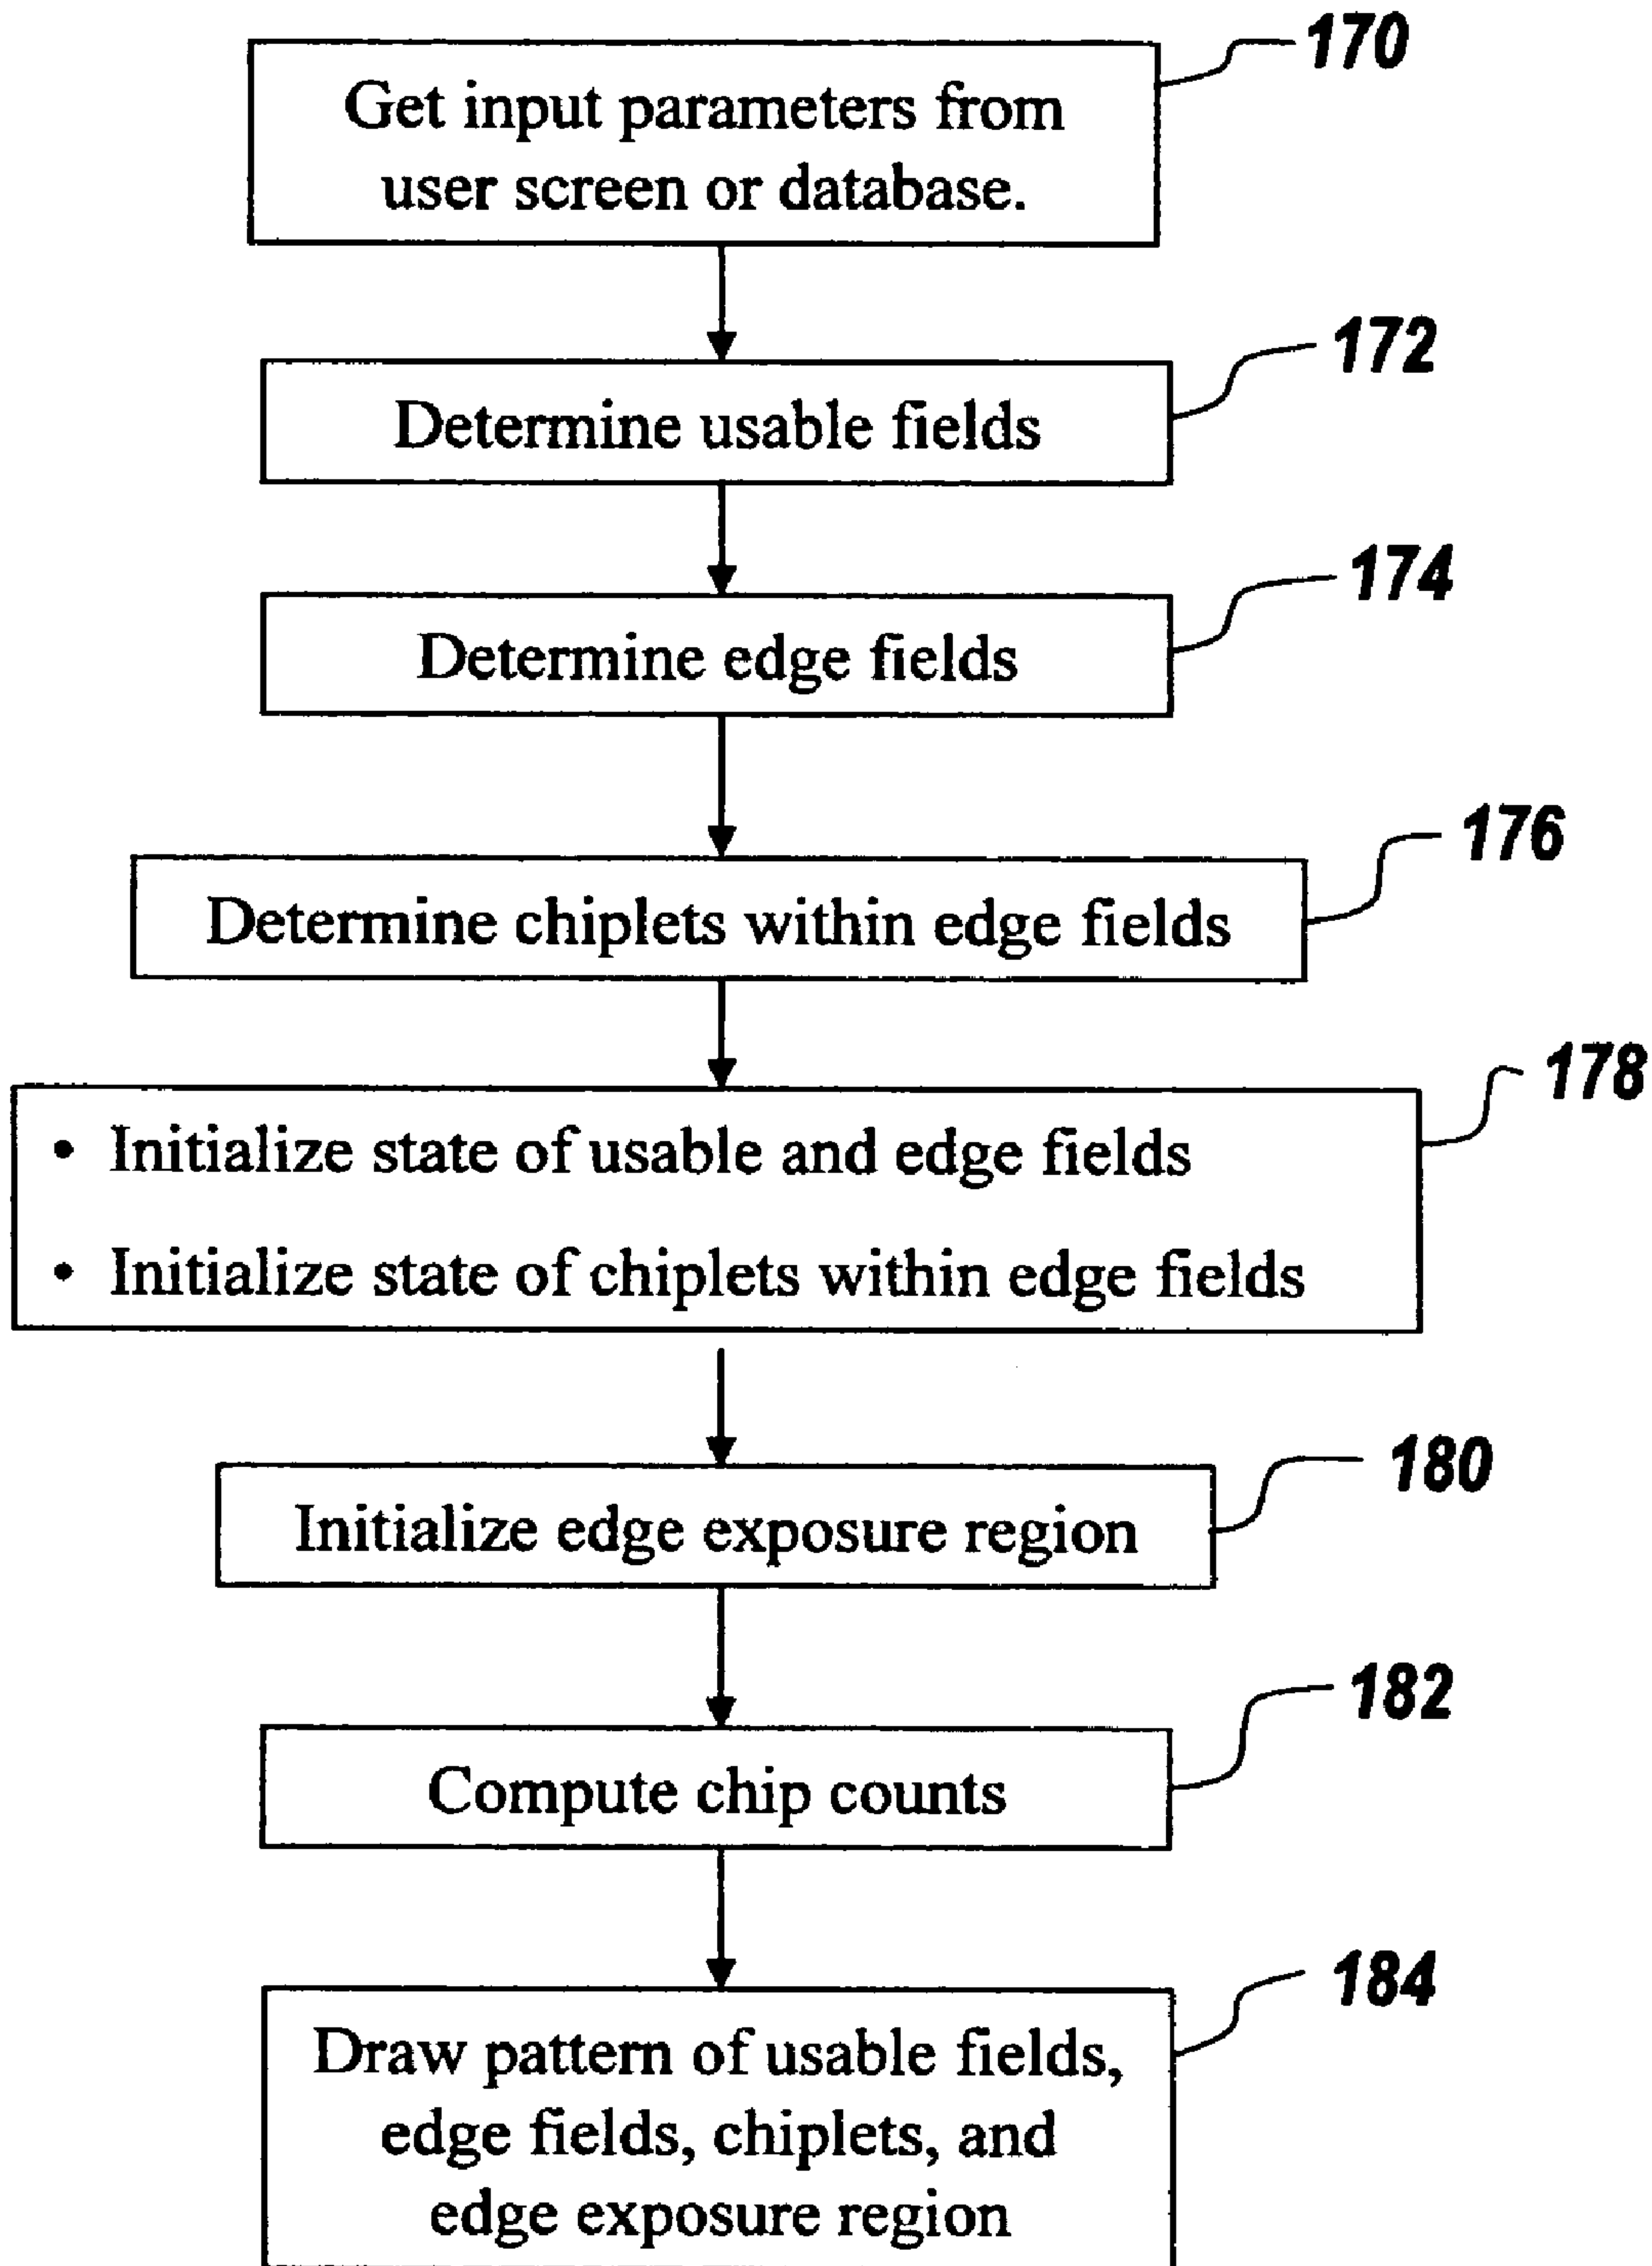 170
Get input parameters from
user screen or database.
172
Determine usable fields
174
Determine edge fields
176
Determine chiplets within edge fields
178
• Initialize state of usable and edge fields
• Initialize state of chiplets within edge fields
180
Initialize edge exposure region
182
Compute chip counts
184
Draw pattern of usable fields,
edge fields, chiplets, and
edge exposure region